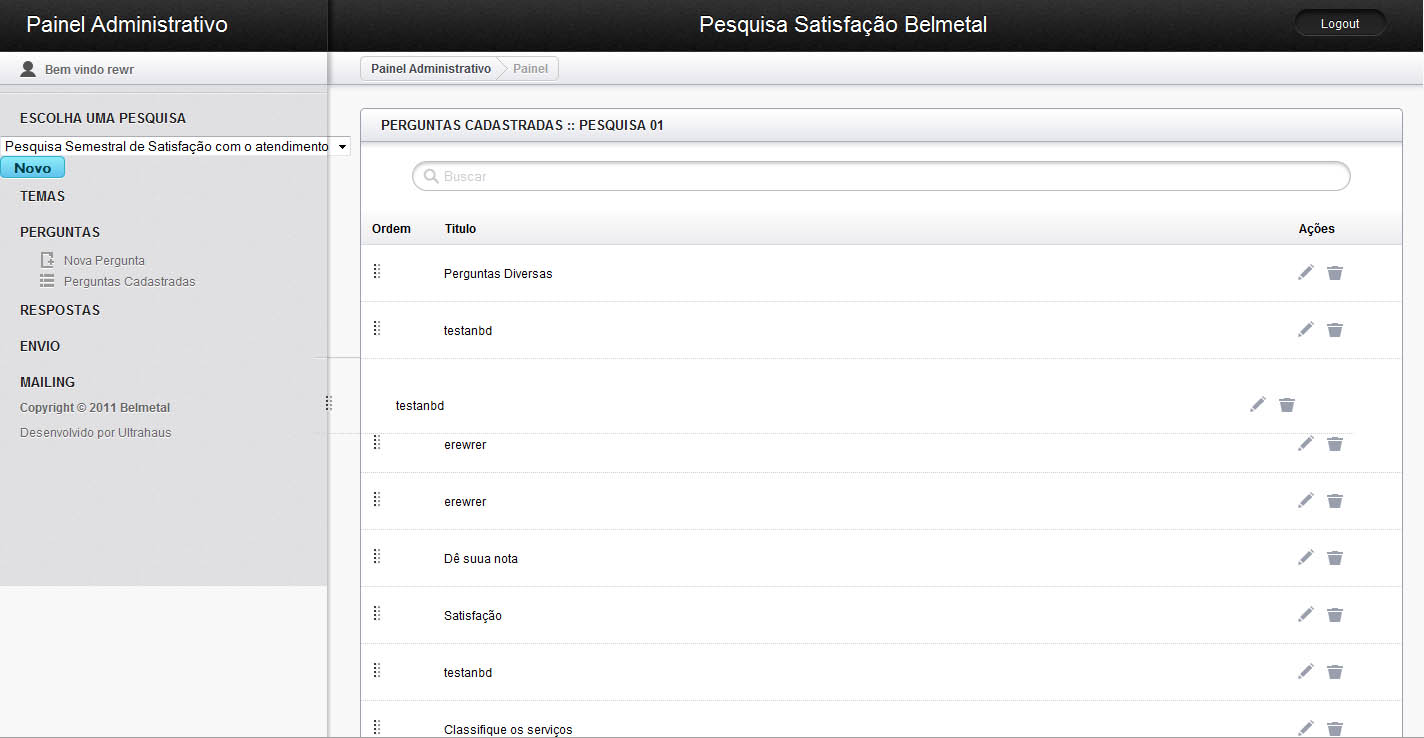 Painel Administrativo
Pesquisa Satisfação Belmetal
Logout
Bem vindo rewr
Painel Administrativo
Painel
ESCOLHA UMA PESQUISA
Pesquisa Semestral de Satisfação com o atendimento
Novo
TEMAS
PERGUNTAS
Nova Pergunta
Perguntas Cadastradas
RESPOSTAS
ENVIO
MAILING
Copyright © 2011 Belmetal
Desenvolvido por Ultrahaus
PERGUNTAS CADASTRADAS :: PESQUISA 01
Buscar
Ordem Titulo Ações
Perguntas Diversas
testanbd
testanbd
erewrer
erewrer
Dê suua nota
Satisfação
testanbd
Classifique os serviços